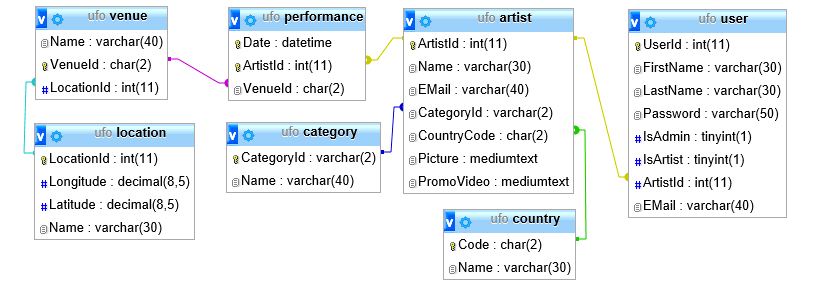 ufo venue
Name : varchar(40)
VenueId : char(2)
LocationId : int(11)
ufo performance
Date : datetime
ArtistId : int(11)
VenueId : char(2)
ufo artist
ArtistId : int(11)
Name : varchar(30)
EMail : varchar(40)
CategoryId : varchar(2)
CountryCode : char(2)
Picture : mediumtext
PromoVideo : mediumtext
ufo user
UserId : int(11)
FirstName : varchar(30)
LastName : varchar(30)
Password : varchar(50)
IsAdmin : tinyint(1)
IsArtist : tinyint(1)
ArtistId : int(11)
EMail : varchar(40)
ufo location
LocationId : int(11)
Longitude : decimal(8,5)
Latitude : decimal(8,5)
Name : varchar(30)
ufo category
CategoryId : varchar(2)
Name : varchar(40)
ufo country
Code : char(2)
Name : varchar(30)